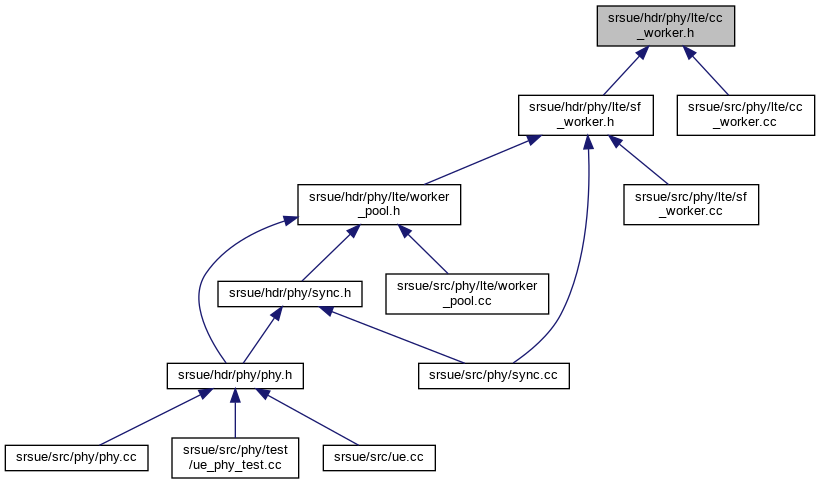 srsue/hdr/phy/lte/cc
_worker.h
srsue/hdr/phy/lte/sf
_worker.h
srsue/src/phy/lte/cc
_worker.cc
srsue/hdr/phy/lte/worker
_pool.h
srsue/src/phy/lte/sf
_worker.cc
srsue/hdr/phy/sync.h
srsue/src/phy/lte/worker
_pool.cc
srsue/hdr/phy/phy.h
srsue/src/phy/sync.cc
srsue/src/phy/phy.cc
srsue/src/phy/test
/ue_phy_test.cc
srsue/src/ue.cc